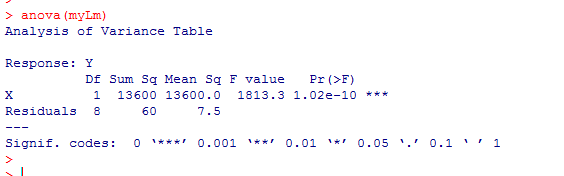 > anova(myLm)
Analysis of Variance Table

Response: Y
          Df Sum Sq Mean Sq F value   Pr(>F)
X          1  13600 13600.0  1813.3 1.02e-10 ***
Residuals  8     60     7.5
---
Signif. codes:  0 ‘***’ 0.001 ‘**’ 0.01 ‘*’ 0.05 ‘.’ 0.1 ‘ ’ 1
>
>